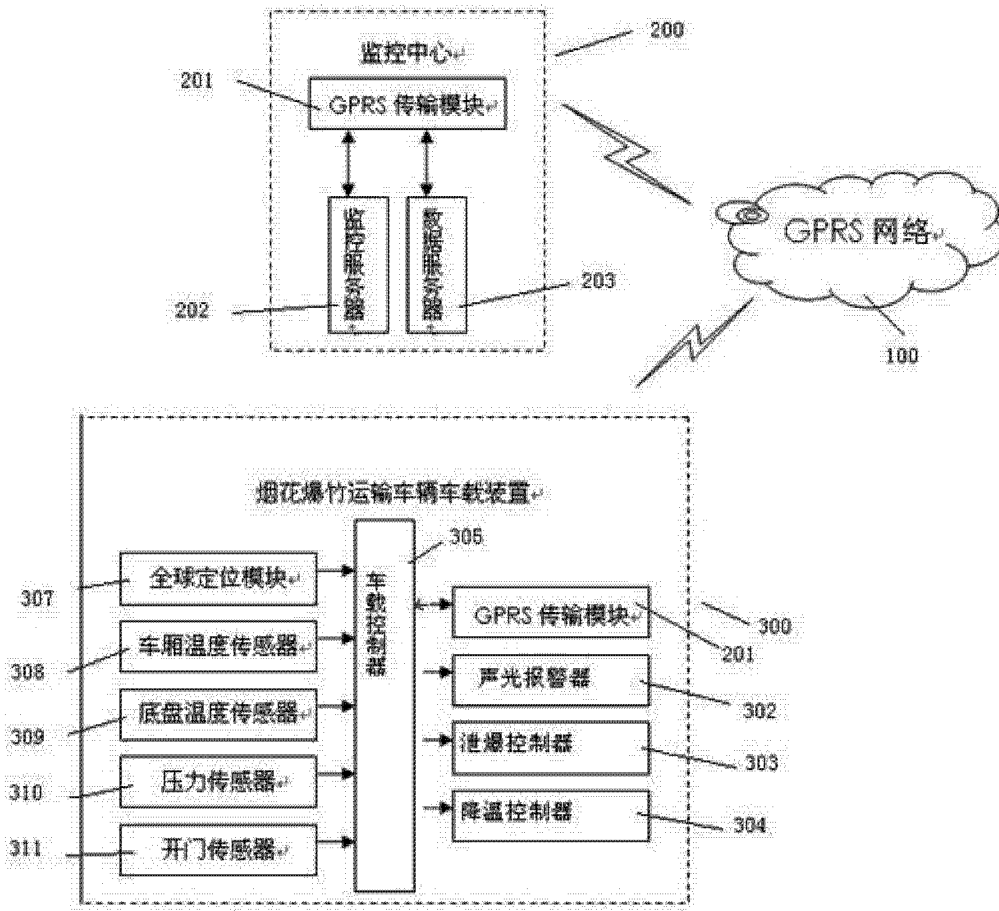 监控中心
200
201
GPRS 传输模块
监控服务器
数据服务器
202
203
GPRS 网络
100
烟花爆竹运输车辆车载装置
305
车载控制器
307
全球定位模块
308
车厢温度传感器
309
底盘温度传感器
310
压力传感器
311
开门传感器
GPRS 传输模块
300
201
声光报警器
302
泄爆控制器
303
降温控制器
304